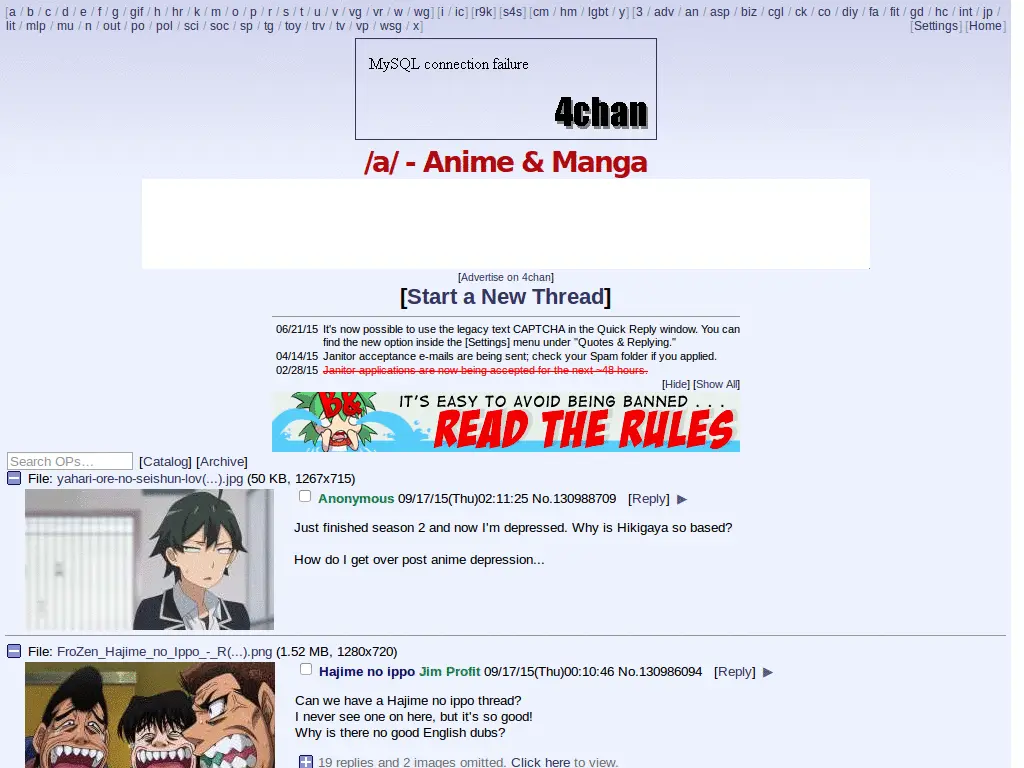 [a / b / c / d / e / f / g / gif / h / hr / k / m / o / p / r / s / t / u / v / vg / vr / w / wg] [i / ic] [r9k] [s4s] [cm / hm / lgbt / y] [3 / adv / an / asp / biz / cgl / ck / co / diy / fa / fit / gd / hc / int / jp /
lit / mlp / mu / n / out / po / pol / sci / soc / sp / tg / toy / trv / tv / vp / wsg / x] [Settings] [Home]
MySQL connection failure
4chan
/a/ - Anime & Manga
[Advertise on 4chan]
[Start a New Thread]
06/21/15 It's now possible to use the legacy text CAPTCHA in the Quick Reply window. You can
find the new option inside the [Settings] menu under "Quotes & Replying."
04/14/15 Janitor acceptance e-mails are being sent; check your Spam folder if you applied.
02/28/15 Janitor applications are now being accepted for the next ~48 hours.
[Hide] [Show All]
B&
IT'S EASY TO AVOID BEING BANNED . . .
READ THE RULES
Search OPs… [Catalog] [Archive]
File: yahari-ore-no-seishun-lov(...).jpg (50 KB, 1267x715)
Anonymous 09/17/15(Thu)02:11:25 No.130988709 [Reply] ▶
Just finished season 2 and now I'm depressed. Why is Hikigaya so based?
How do I get over post anime depression...
File: FroZen_Hajime_no_Ippo_-_R(...).png (1.52 MB, 1280x720)
Hajime no ippo Jim Profit 09/17/15(Thu)00:10:46 No.130986094 [Reply] ▶
Can we have a Hajime no ippo thread?
I never see one on here, but it's so good!
Why is there no good English dubs?
19 replies and 2 images omitted. Click here to view.